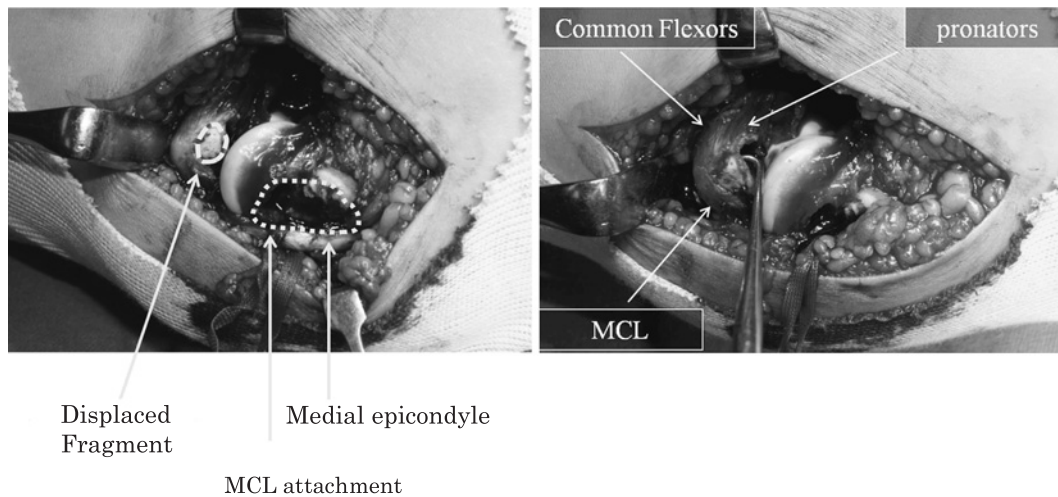 Common Flexors
pronators
MCL
Displaced
Fragment
Medial epicondyle
MCL attachment